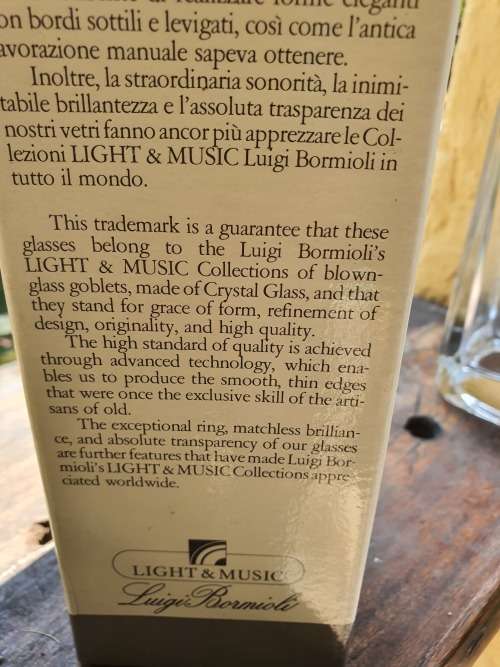 di realizzare forme eleganti
con bordi sottili e levigati, così come l'antica
lavorazione manuale sapeva ottenere.
Inoltre, la straordinaria sonorità, la inimi-
tabile brillantezza e l'assoluta trasparenza dei
nostri vetri fanno ancor più apprezzare le Col-
lezioni LIGHT & MUSIC Luigi Bormioli in
tutto il mondo.
This trademark is a guarantee that these
glasses belong to the Luigi Bormioli's
LIGHT & MUSIC Collections of blown-
glass goblets, made of Crystal Glass, and that
they stand for grace of form, refinement of
design, originality, and high quality.
The high standard of quality is achieved
through advanced technology, which ena-
bles us to produce the smooth, thin edges
that were once the exclusive skill of the arti-
sans of old.
The exceptional ring, matchless brillian-
ce, and absolute transparency of our glasses
are further features that have made Luigi Bor-
mioli's LIGHT & MUSIC Collections appre-
ciated worldwide.
LIGHT & MUSIC
Luigi Bormioli